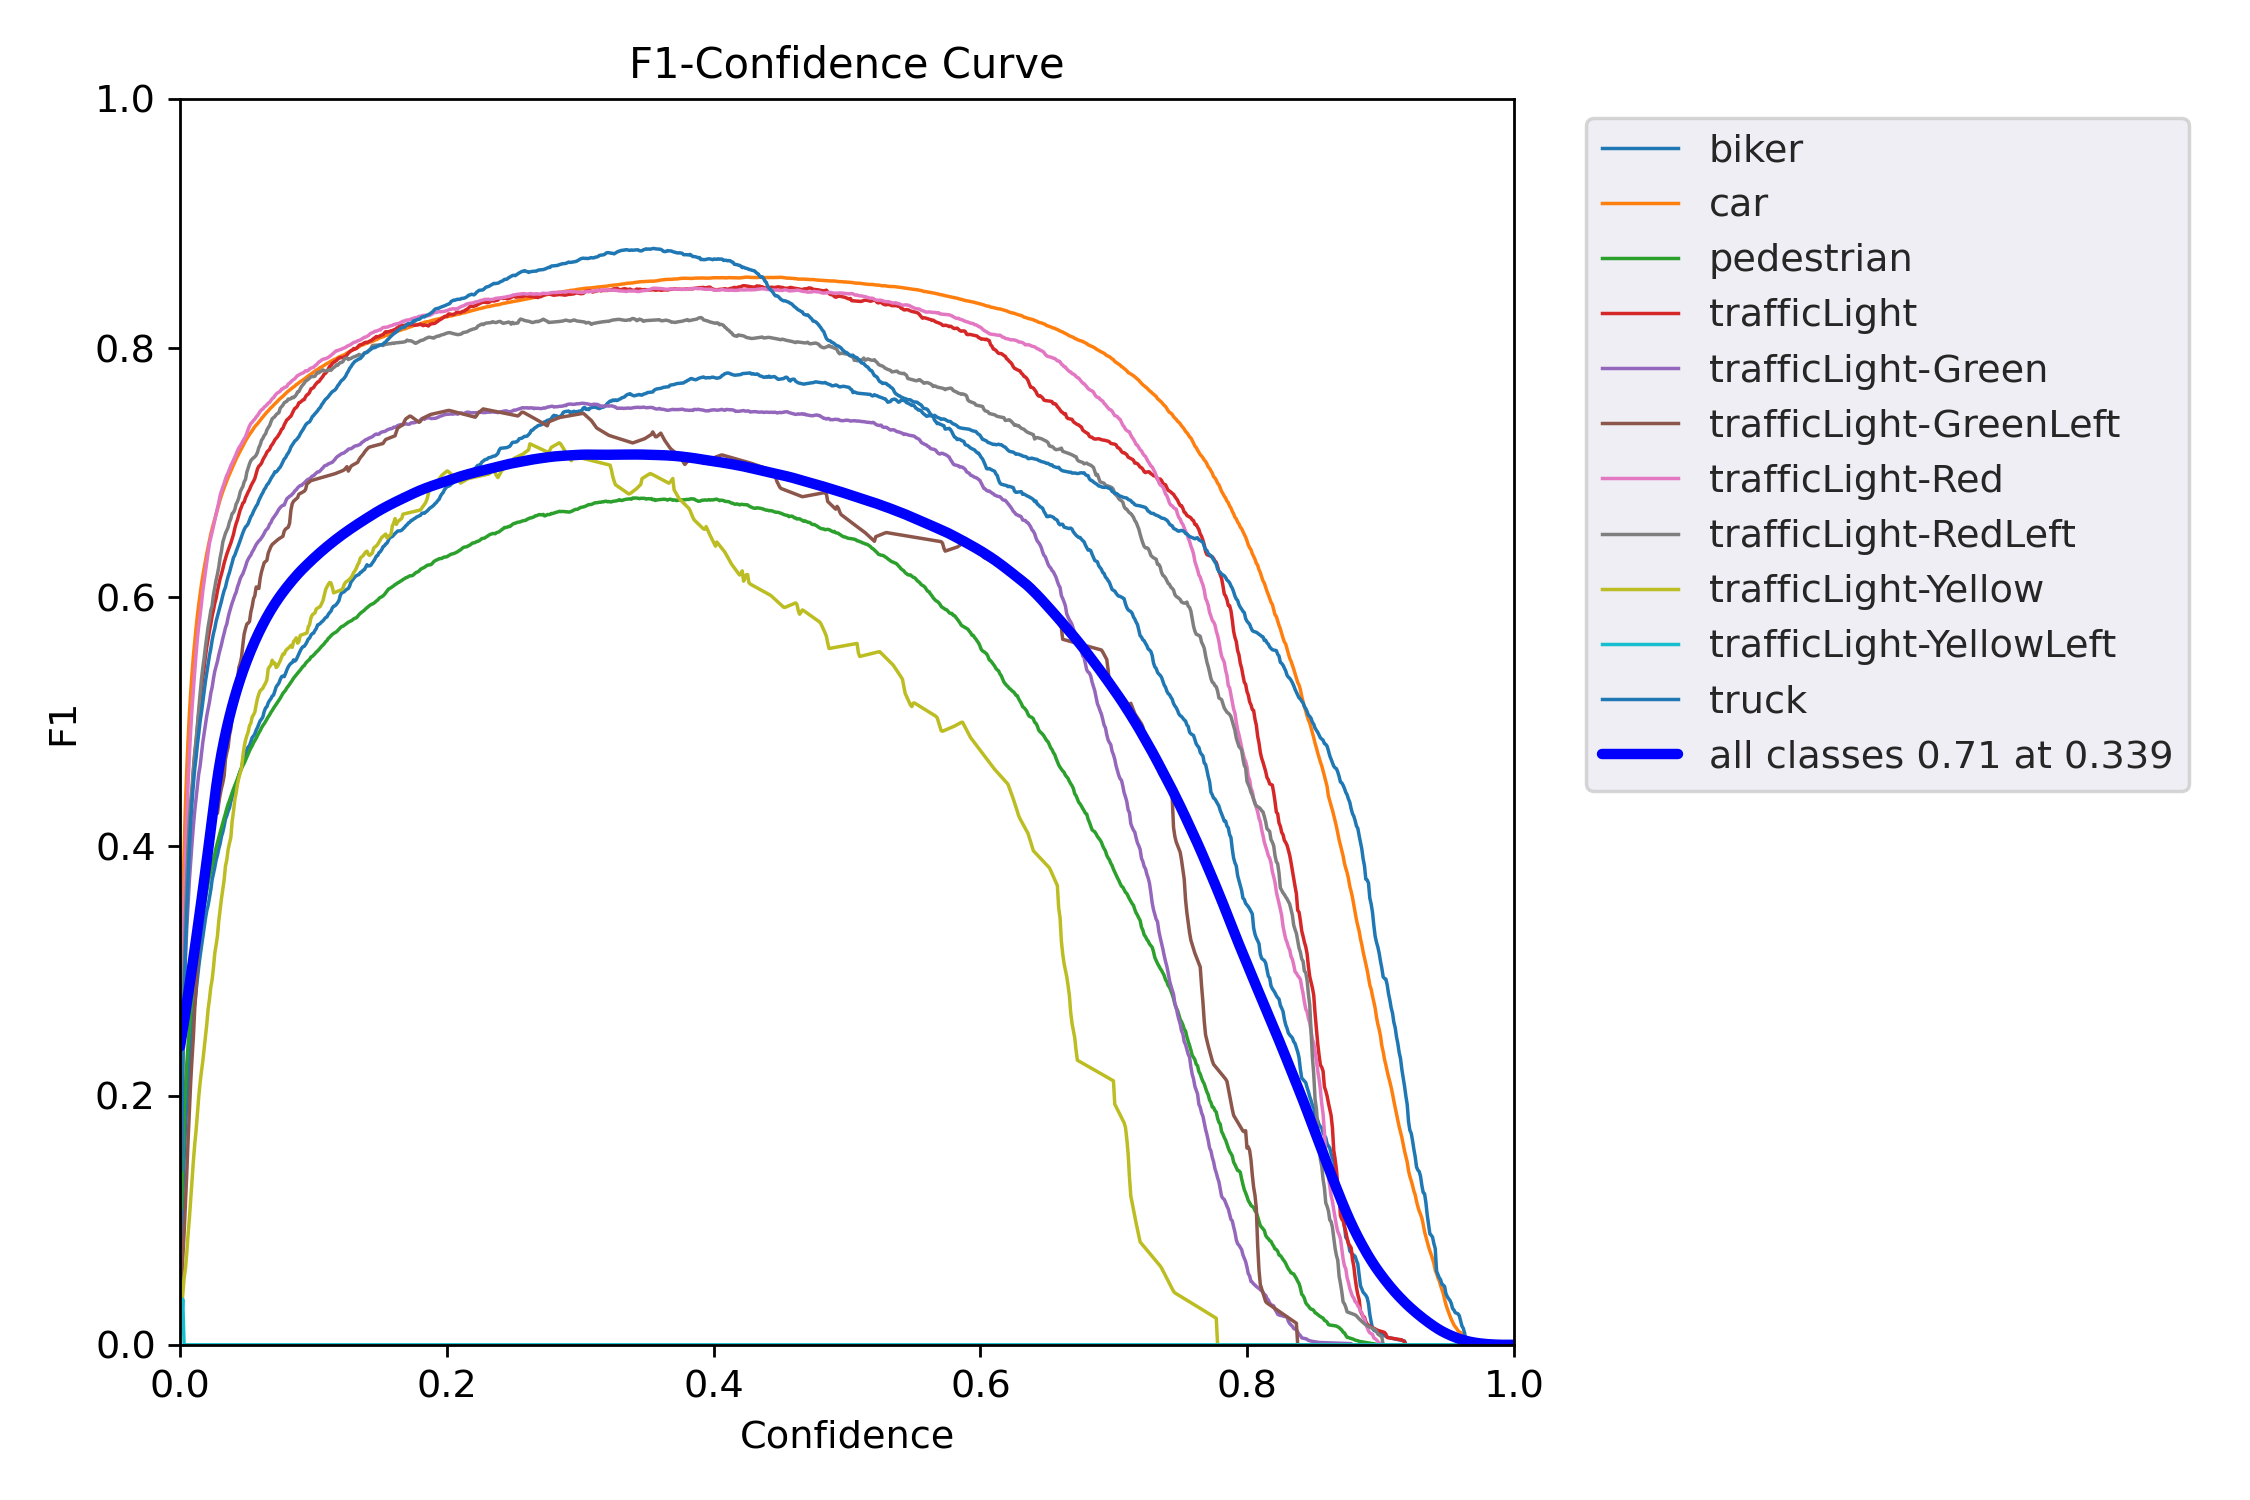 F1-Confidence Curve
1.0
0.8
0.6
0.4
0.2
0.0
F1
0.0 0.2 0.4 0.6 0.8 1.0
Confidence
biker
car
pedestrian
trafficLight
trafficLight-Green
trafficLight-GreenLeft
trafficLight-Red
trafficLight-RedLeft
trafficLight-Yellow
trafficLight-YellowLeft
truck
all classes 0.71 at 0.339